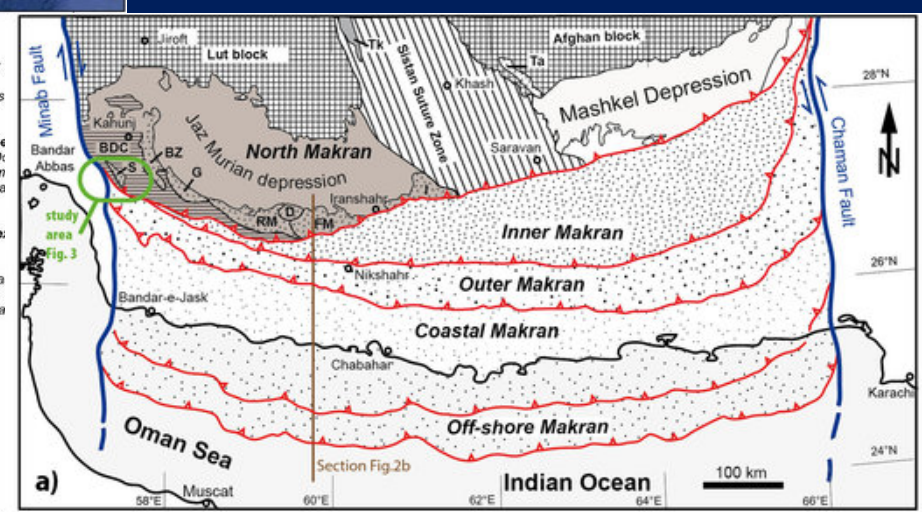 Jiroft
Lut block
Tk
Afghan block
Ta
Minab Fault
Sistan Suture Zone
Khash
Mashkel Depression
28°N
Kahunj
BDC
Jaz Murian depression
North Makran
Saravan
Chaman Fault
N
Bandar
Abbas
S
BZ
G
Iranshahr
I
study
area
Fig. 3
RM
D
FM
Inner Makran
26°N
Nikshahr
Outer Makran
Bandar-e-Jask
Coastal Makran
Chabahar
Karachi
Off-shore Makran
Oman Sea
24°N
a)
Section Fig.2b
Indian Ocean
100 km
Muscat
58°E
60°E
62°E
64°E
66°E